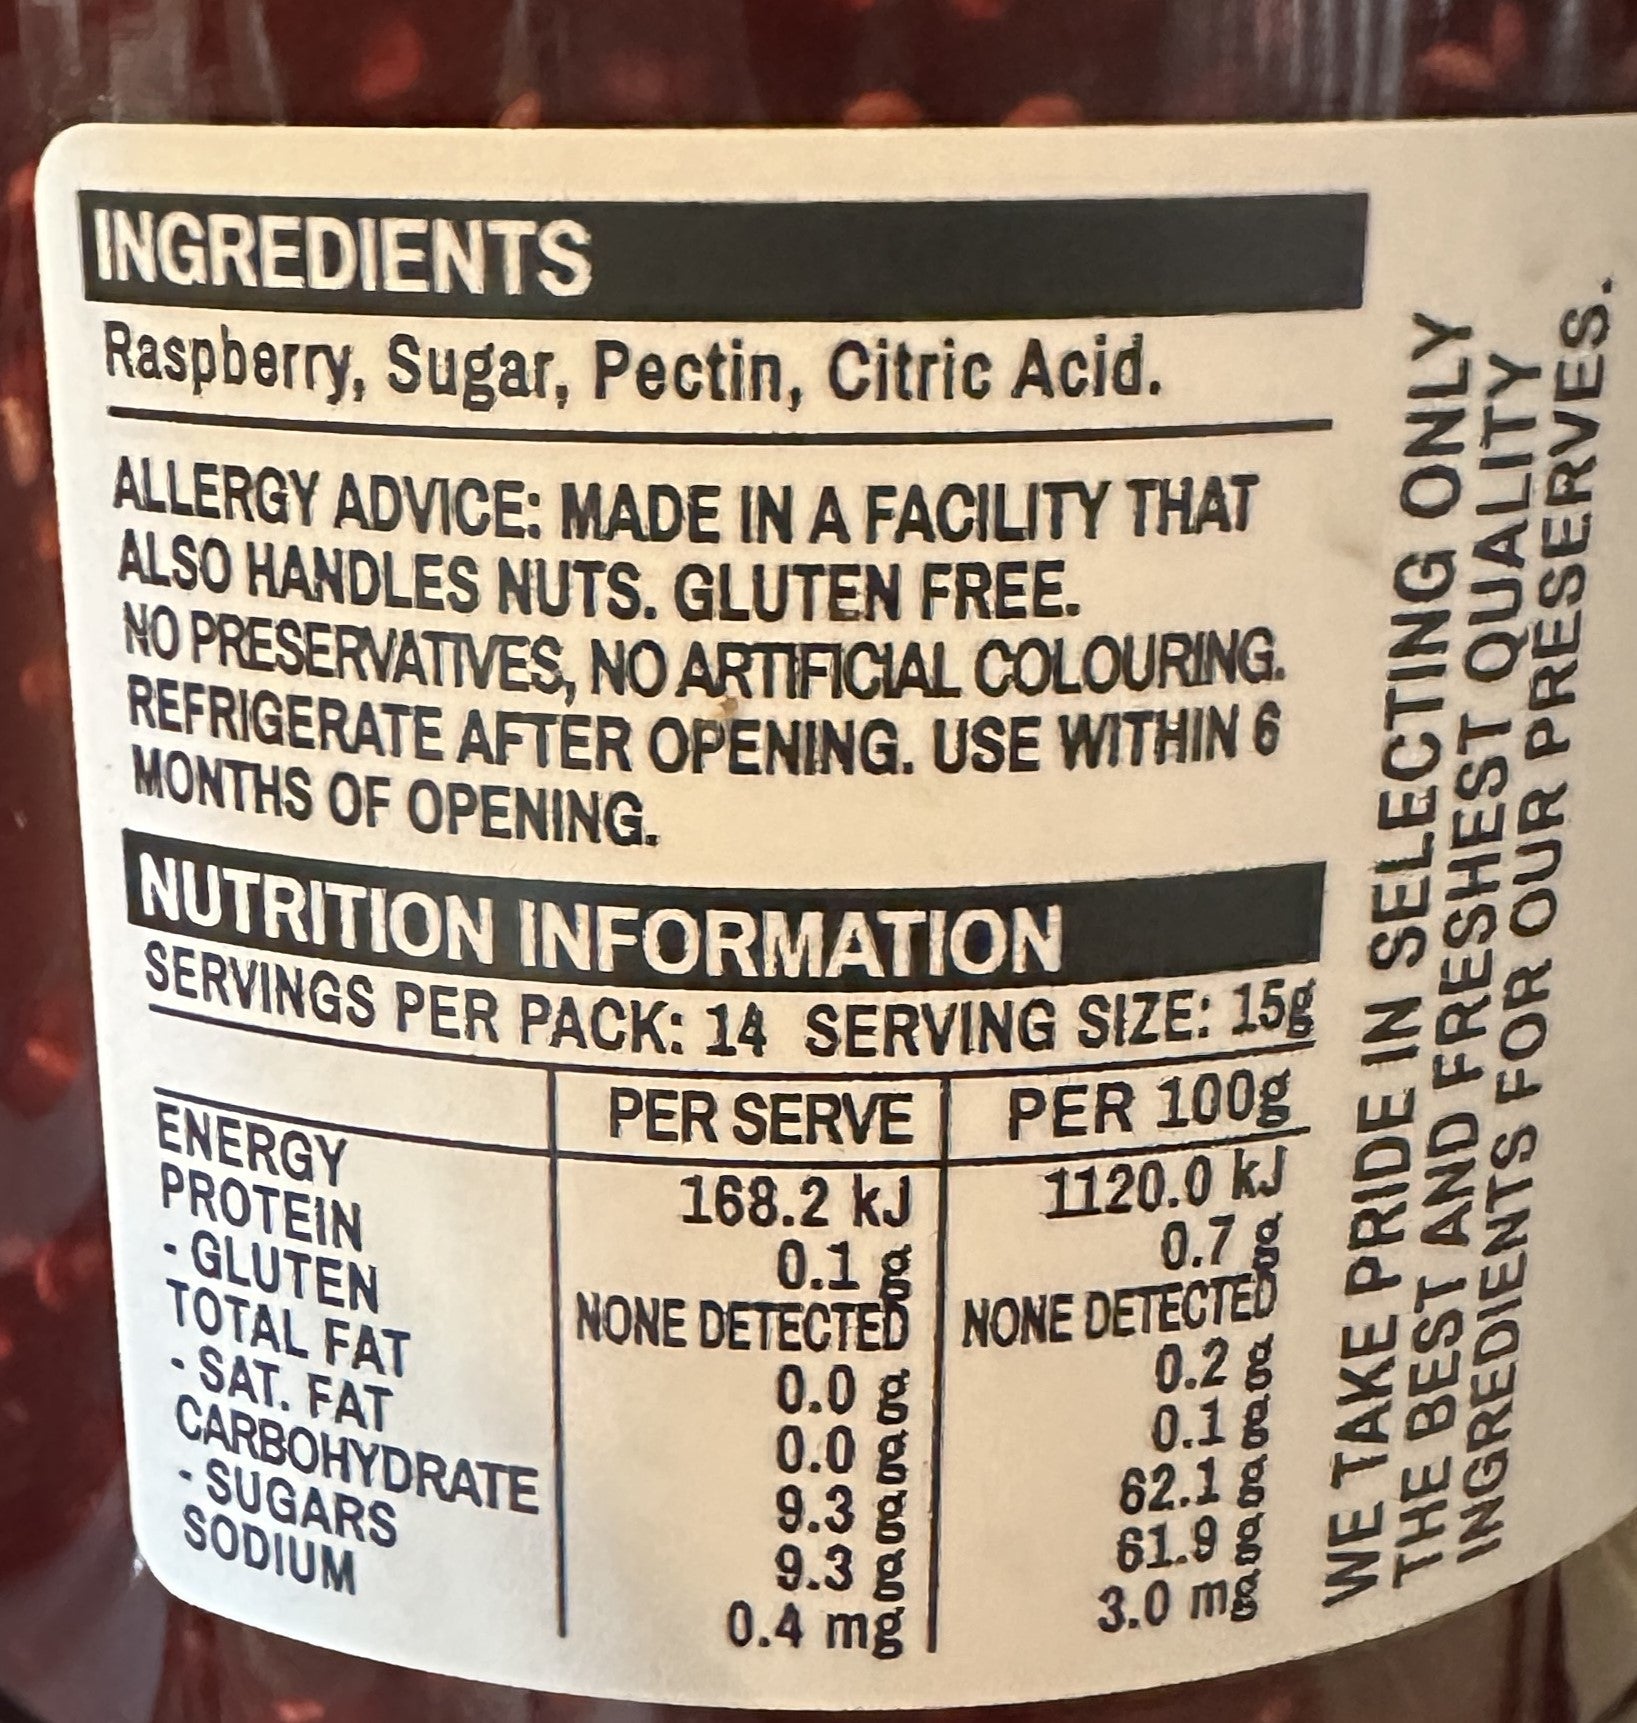 INGREDIENTS
Raspberry, Sugar, Pectin, Citric Acid.
ALLERGY ADVICE: MADE IN A FACILITY THAT
ALSO HANDLES NUTS. GLUTEN FREE.
NO PRESERVATIVES, NO ARTIFICIAL COLOURING.
REFRIGERATE AFTER OPENING. USE WITHIN 6
MONTHS OF OPENING.
NUTRITION INFORMATION
SERVINGS PER PACK: 14 SERVING SIZE: 15g
PER SERVE PER 100g
ENERGY 168.2 kJ 1120.0 kJ
PROTEIN 0.1 g 0.7 g
- GLUTEN NONE DETECTED NONE DETECTED
TOTAL FAT 0.0 g 0.2 g
- SAT. FAT 0.0 g 0.1 g
CARBOHYDRATE 9.3 g 62.1 g
- SUGARS 9.3 g 61.9 g
SODIUM 0.4 mg 3.0 mg
WE TAKE PRIDE IN SELECTING ONLY
THE BEST AND FRESHEST QUALITY
INGREDIENTS FOR OUR PRESERVES.